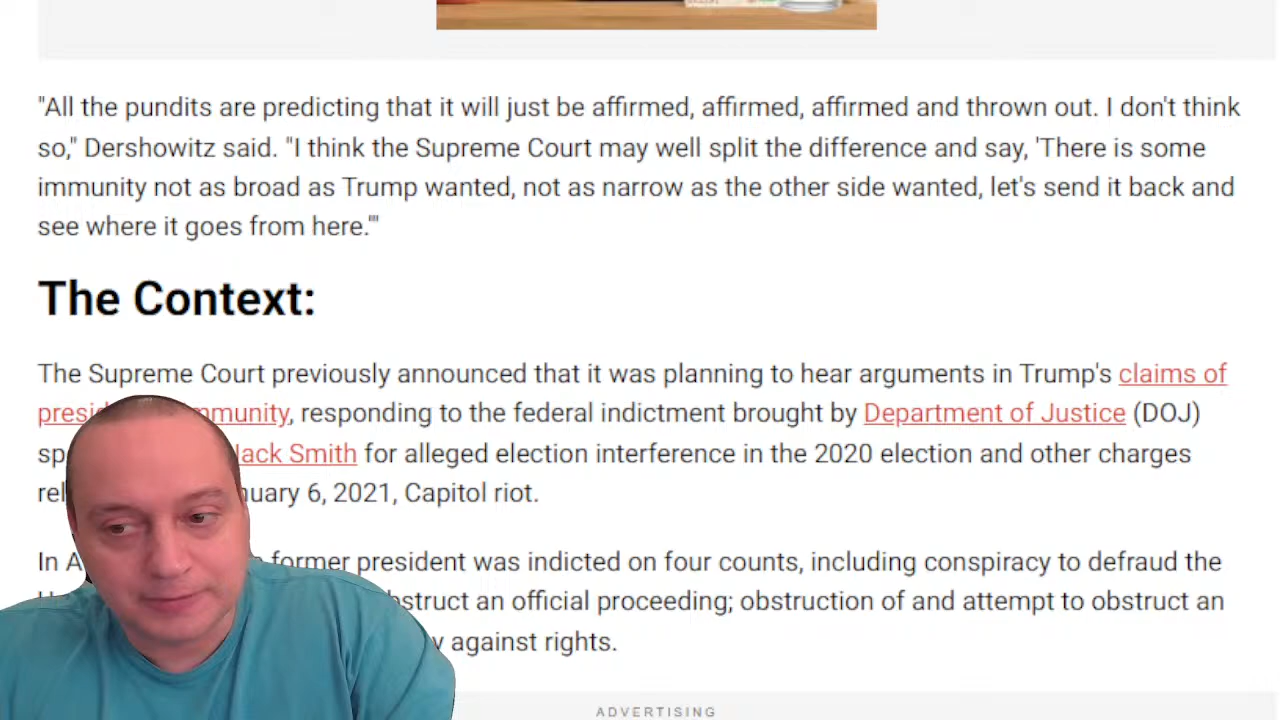 "All the pundits are predicting that it will just be affirmed, affirmed, affirmed and thrown out. I don't think
so," Dershowitz said. "I think the Supreme Court may well split the difference and say, 'There is some
immunity not as broad as Trump wanted, not as narrow as the other side wanted, let's send it back and
see where it goes from here.'"
The Context:
The Supreme Court previously announced that it was planning to hear arguments in Trump's claims of
immunity, responding to the federal indictment brought by Department of Justice (DOJ)
Jack Smith for alleged election interference in the 2020 election and other charges
6, 2021, Capitol riot.
In former president was indicted on four counts, including conspiracy to defraud the
an official proceeding; obstruction of and attempt to obstruct an
against rights.
ADVERTISING